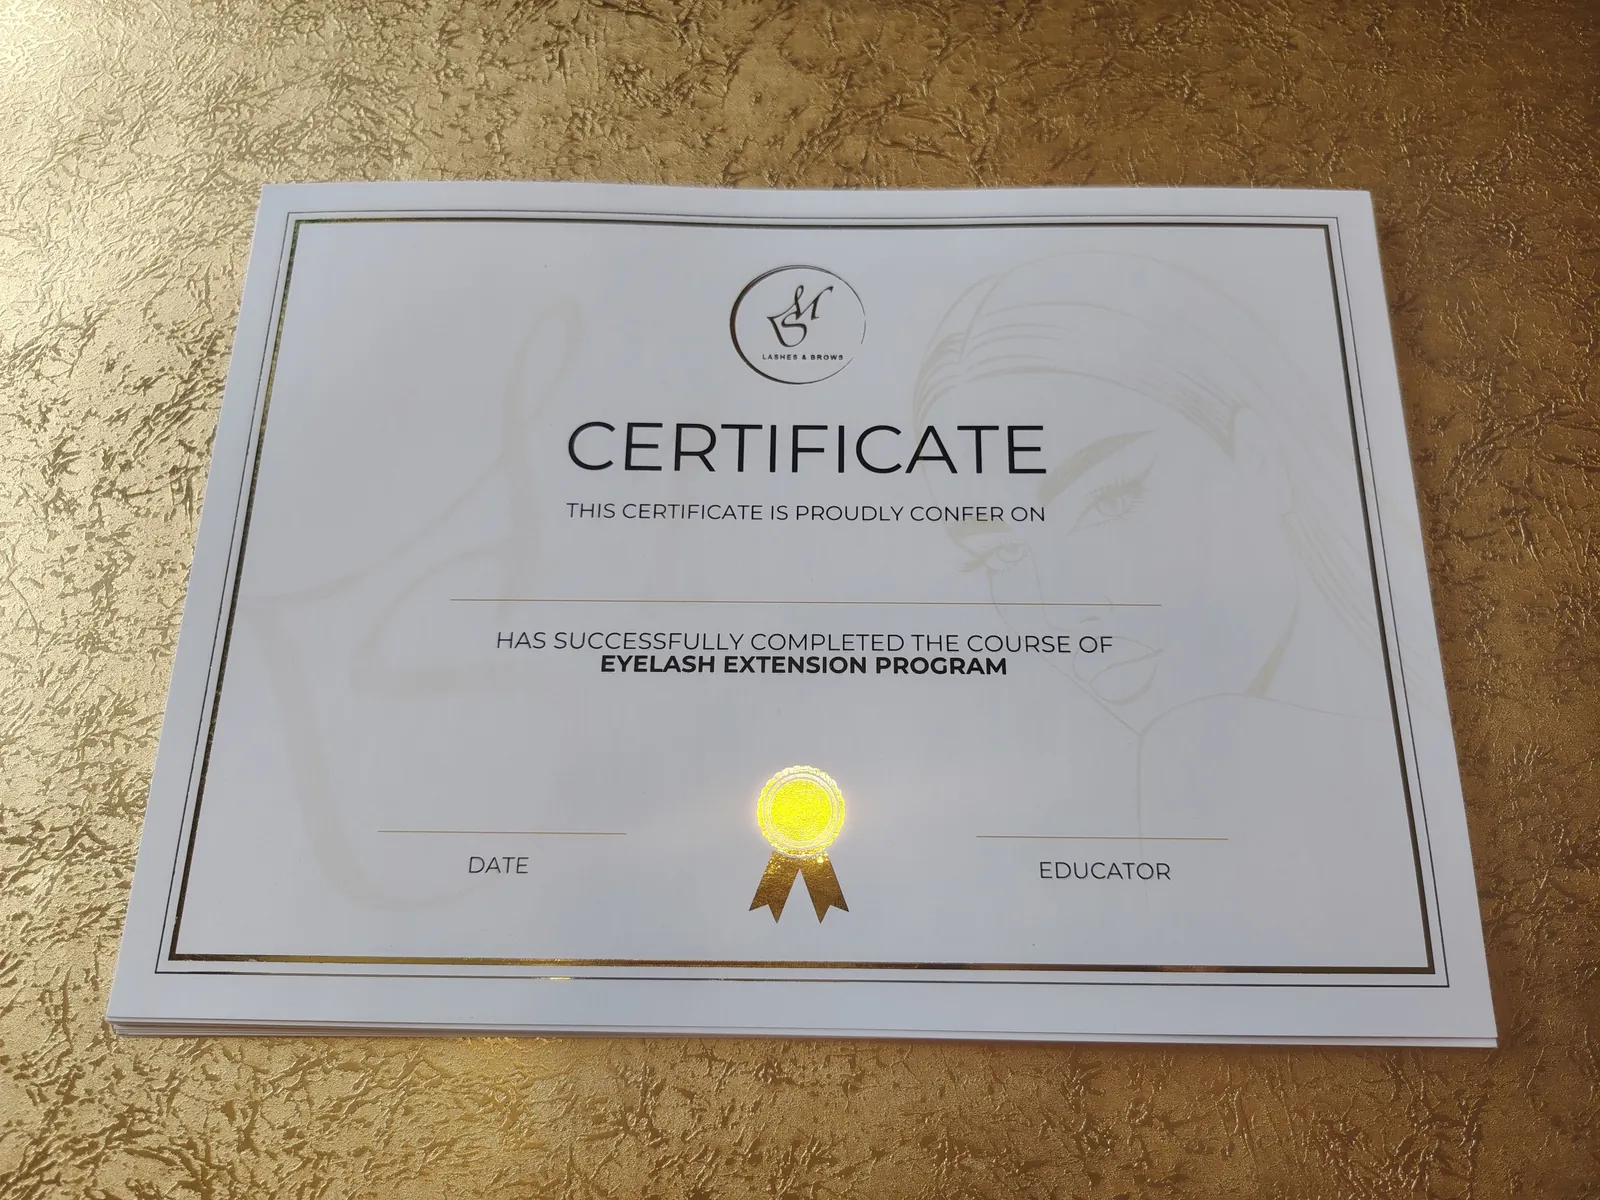 MS
LASHES & BROWS
CERTIFICATE
THIS CERTIFICATE IS PROUDLY CONFER ON
HAS SUCCESSFULLY COMPLETED THE COURSE OF
EYELASH EXTENSION PROGRAM
DATE
EDUCATOR